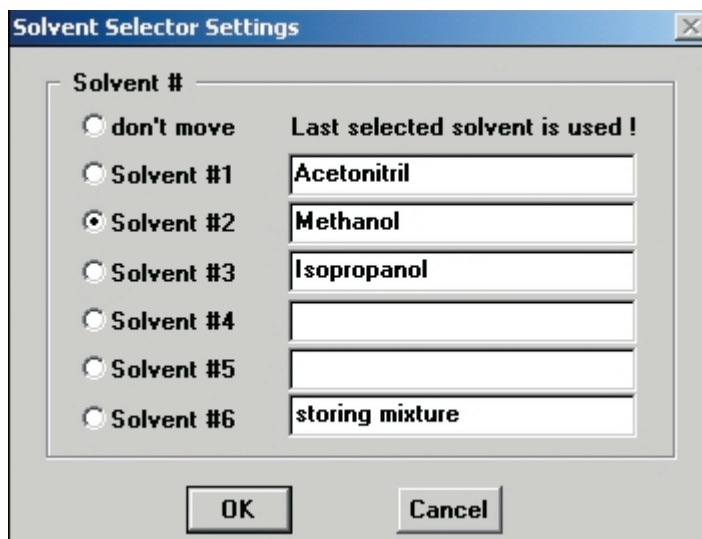 Solvent Selector Settings
Solvent #
don't move Last selected solvent is used !
Solvent #1 Acetonitril
Solvent #2 Methanol
Solvent #3 Isopropanol
Solvent #4
Solvent #5
Solvent #6 storing mixture
OK Cancel